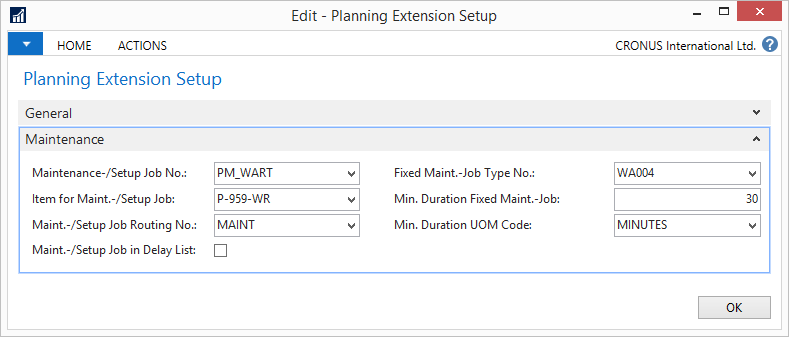 Edit - Planning Extension Setup
HOME ACTIONS CRONUS International Ltd. ?
Planning Extension Setup
General
Maintenance
Maintenance-/Setup Job No.: PM_WART Fixed Maint.-Job Type No.: WA004
Item for Maint.-/Setup Job: P-959-WR Min. Duration Fixed Maint.-Job: 30
Maint.-/Setup Job Routing No.: MAINT Min. Duration UOM Code: MINUTES
Maint.-/Setup Job in Delay List:
OK